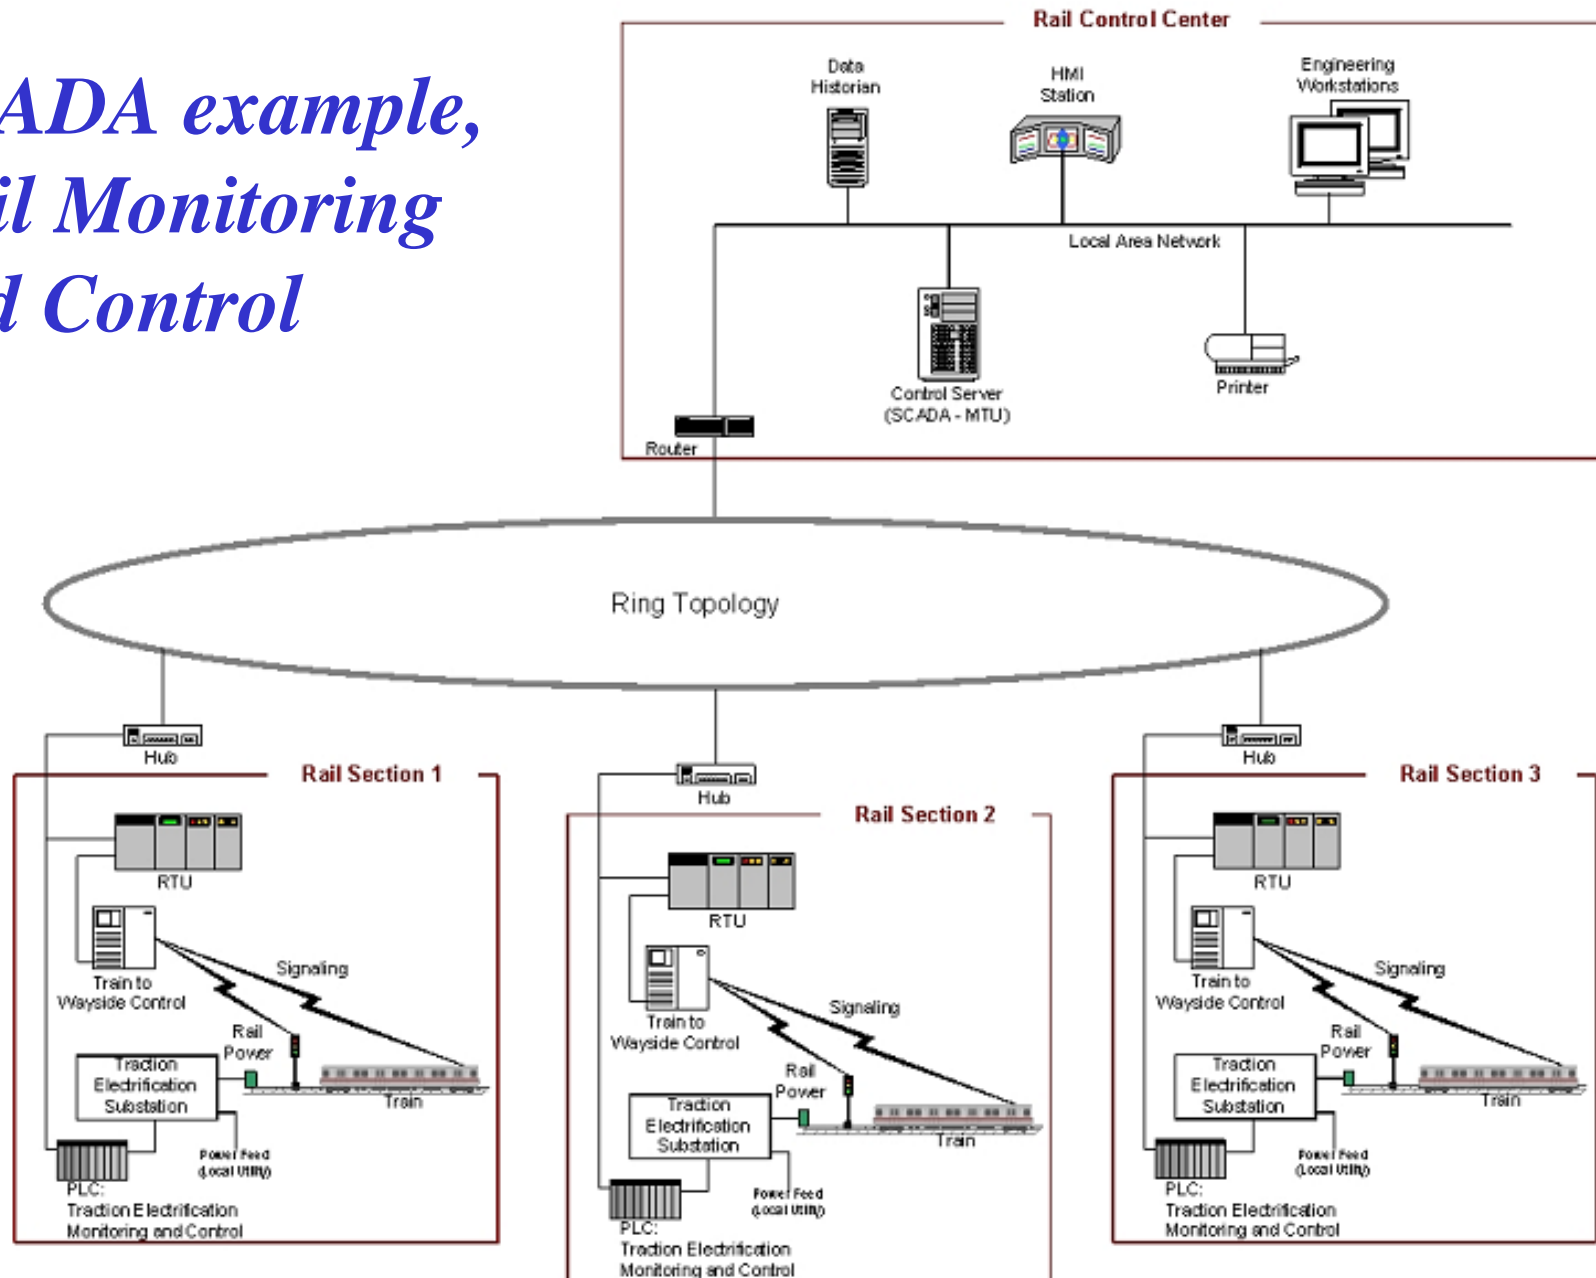 ADA example,
il Monitoring
d Control
Rail Control Center
Data
Historian
HMI
Station
Engineering
Workstations
Local Area Network
Control Server
(SCADA - MTU)
Printer
Router
Ring Topology
Hub
Rail Section 1
RTU
Train to
Wayside Control
Signaling
Rail
Power
Traction
Electrification
Substation
Train
Power Feed
(Local Utility)
PLC:
Traction Electrification
Monitoring and Control
Hub
Rail Section 2
RTU
Train to
Wayside Control
Signaling
Rail
Power
Traction
Electrification
Substation
Train
Power Feed
(Local Utility)
PLC:
Traction Electrification
Monitoring and Control
Hub
Rail Section 3
RTU
Train to
Wayside Control
Signaling
Rail
Power
Traction
Electrification
Substation
Train
Power Feed
(Local Utility)
PLC:
Traction Electrification
Monitoring and Control